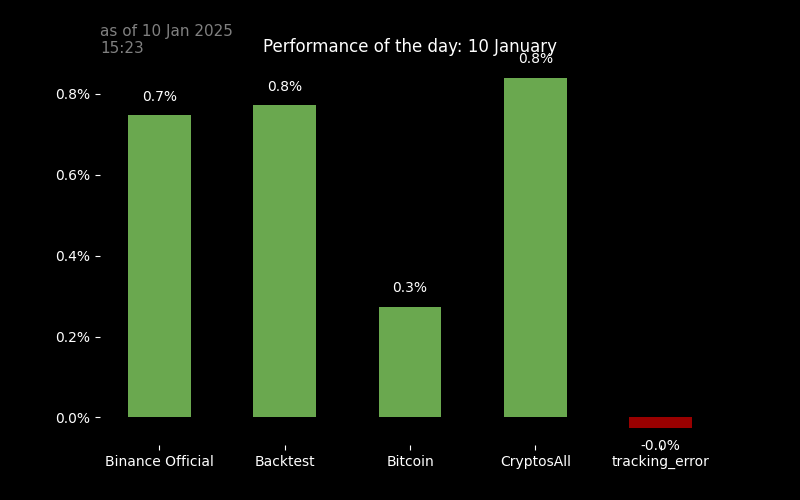 as of 10 Jan 2025
15:23
Performance of the day: 10 January
0.8%
0.6%
0.4%
0.2%
0.0%
0.7%
0.8%
0.3%
0.8%
-0.0%
Binance Official
Backtest
Bitcoin
CryptosAll
tracking_error